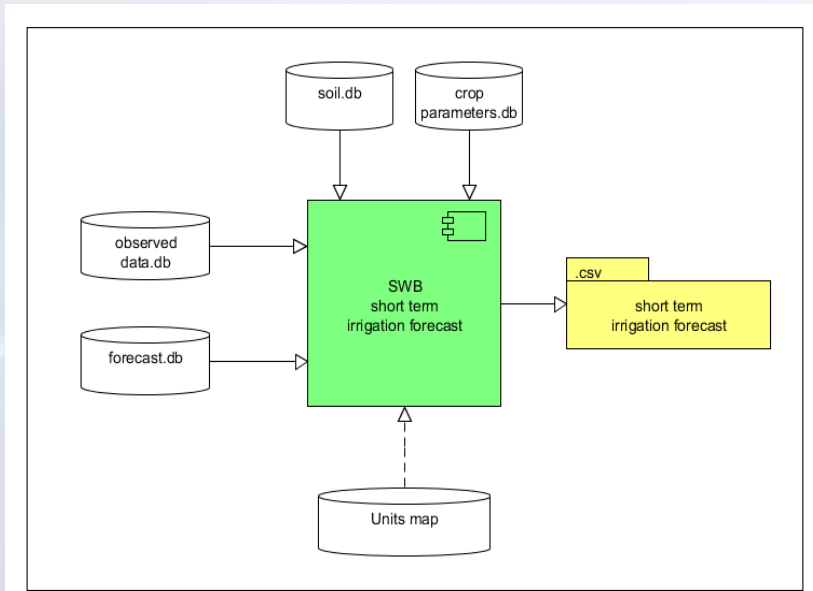 soil.db
crop
parameters.db
observed
data.db
SWB
short term
irrigation forecast
.csv
short term
irrigation forecast
forecast.db
Units map